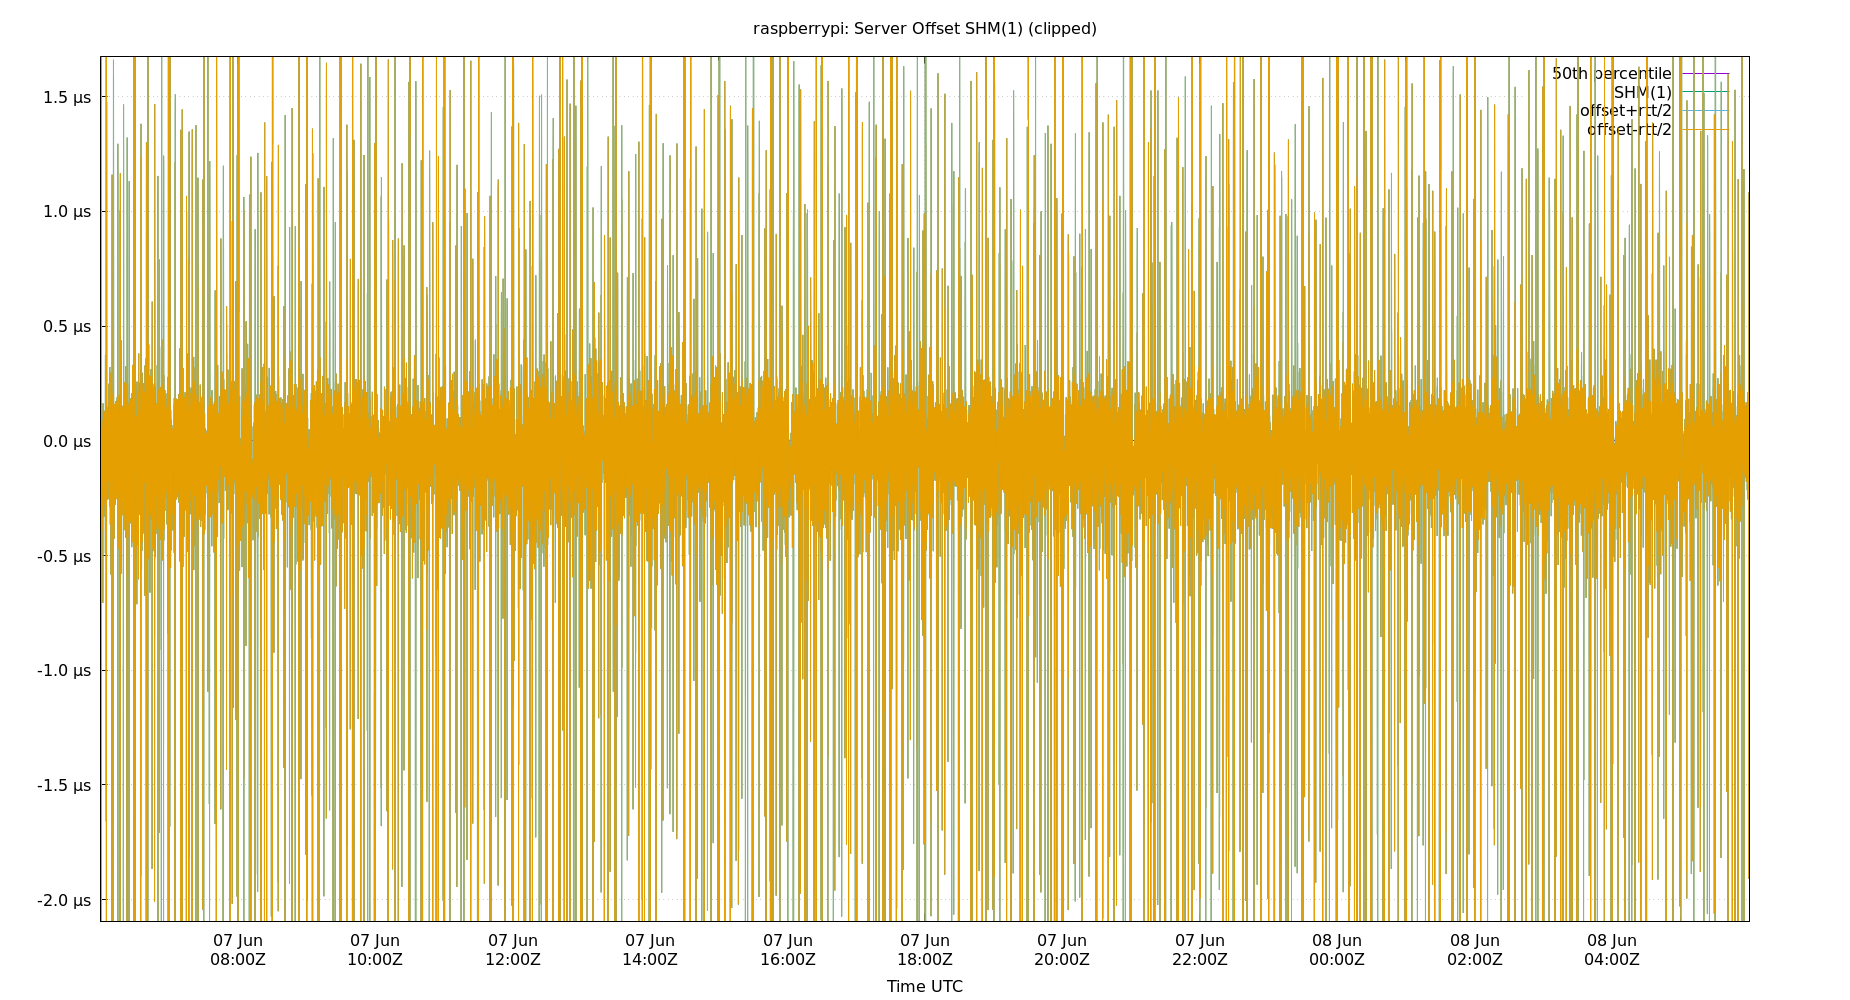 raspberrypi: Server Offset SHM(1) (clipped)
50th percentile
SHM(1)
offset+rtt/2
offset-rtt/2
1.5 µs
1.0 µs
0.5 µs
0.0 µs
-0.5 µs
-1.0 µs
-1.5 µs
-2.0 µs
07 Jun 07 Jun 07 Jun 07 Jun 07 Jun 07 Jun 07 Jun 07 Jun 08 Jun 08 Jun 08 Jun
08:00Z 10:00Z 12:00Z 14:00Z 16:00Z 18:00Z 20:00Z 22:00Z 00:00Z 02:00Z 04:00Z
Time UTC